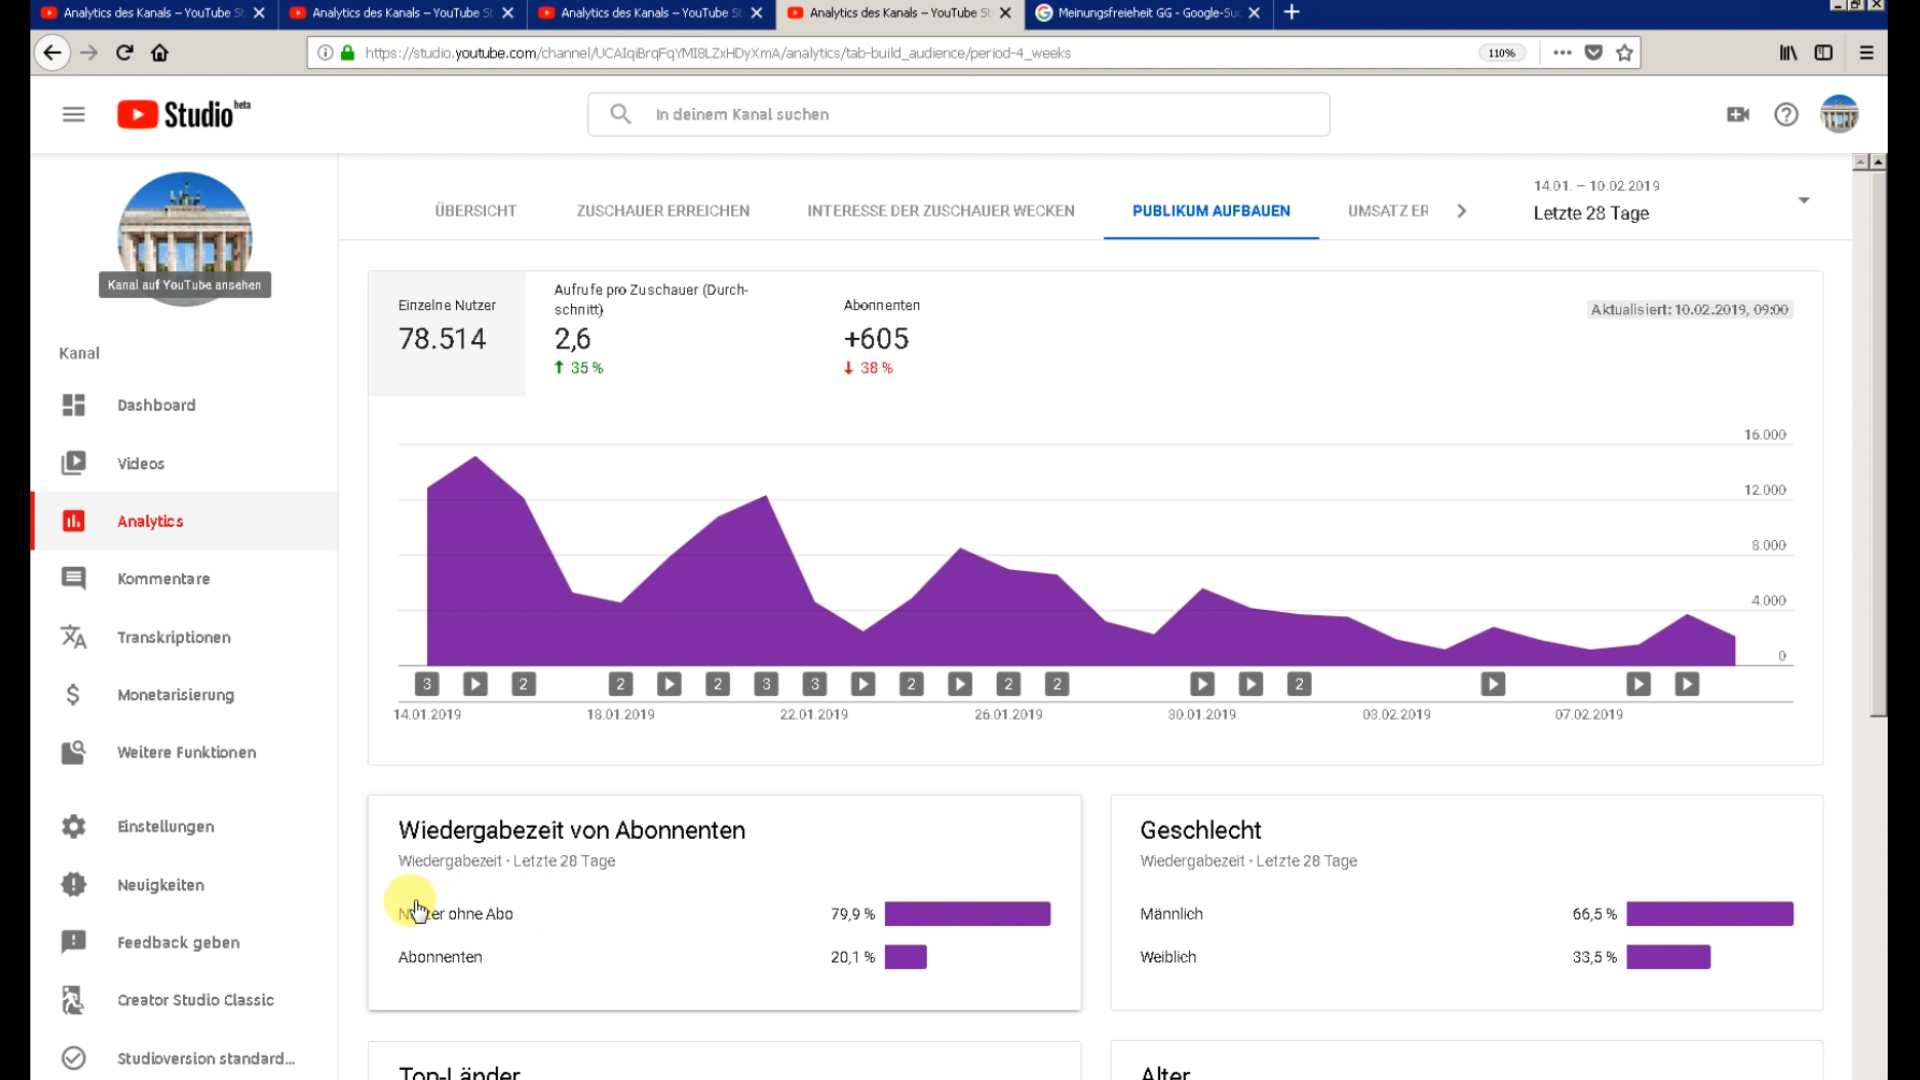 Analytics des Kanals – YouTube S
Analytics des Kanals – YouTube S
Analytics des Kanals – YouTube S
Analytics des Kanals – YouTube S
Meinungsfreieheit GG - Google-Suc
https://studio.youtube.com/channel/UCAIqiBrqFqYMI8LZxHDyXmA/analytics/tab-build_audience/period-4_weeks
110%
Studio beta
In deinem Kanal suchen
Kanal auf YouTube ansehen
Kanal
Dashboard
Videos
Analytics
Kommentare
Transkriptionen
Monetarisierung
Weitere Funktionen
Einstellungen
Neuigkeiten
Feedback geben
Creator Studio Classic
Studioversion standard...
ÜBERSICHT
ZUSCHAUER ERREICHEN
INTERESSE DER ZUSCHAUER WECKEN
PUBLIKUM AUFBAUEN
UMSATZ ER
14.01. – 10.02.2019
Letzte 28 Tage
Einzelne Nutzer
78.514
Aufrufe pro Zuschauer (Durch-
schnitt)
2,6
35 %
Abonnenten
+605
38 %
Aktualisiert: 10.02.2019, 09:00
16.000
12.000
8.000
4.000
0
3 2 2 2 3 3 2 2 2 2
14.01.2019 18.01.2019 22.01.2019 26.01.2019 30.01.2019 03.02.2019 07.02.2019
Wiedergabezeit von Abonnenten
Wiedergabezeit · Letzte 28 Tage
Nutzer ohne Abo 79,9 %
Abonnenten 20,1 %
Geschlecht
Wiedergabezeit · Letzte 28 Tage
Männlich 66,5 %
Weiblich 33,5 %
Top-Länder
Alter